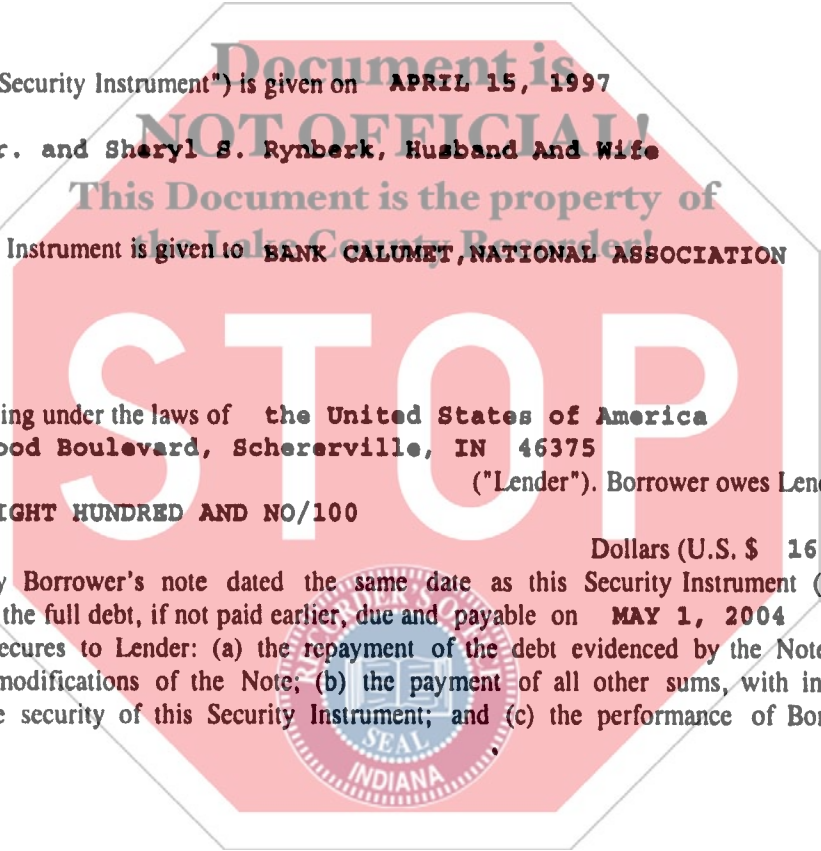 Document is
Security Instrument") is given on APRIL 15, 1997
NOT OFFICIAL!
r. and Sheryl S. Rynberk, Husband And Wife
This Document is the property of
the Lake County Recorder!
Instrument is given to BANK CALUMET, NATIONAL ASSOCIATION
STOP
ing under the laws of the United States of America
ood Boulevard, Schererville, IN 46375
("Lender"). Borrower owes Lend
IGHT HUNDRED AND NO/100
Dollars (U.S. $ 16
y Borrower's note dated the same date as this Security Instrument (
the full debt, if not paid earlier, due and payable on MAY 1, 2004
ecures to Lender: (a) the repayment of the debt evidenced by the Note
modifications of the Note; (b) the payment of all other sums, with in
e security of this Security Instrument; and (c) the performance of Bor
RECORDER'S OFFICE
SEAL
INDIANA